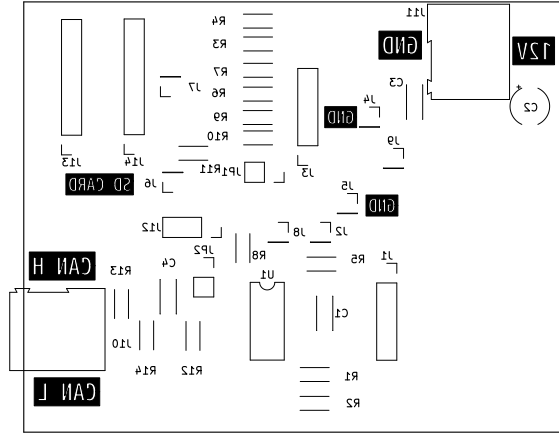 R4
J11
GND
12V
R3
R7
C3
J7
R6
J4
C2
GND
R9
R10
J9
J13
J14
R11
JP1
J3
SD CARD
J6
J5
GND
J12
J8
J2
JP2
R8
J1
CAN H
R13
C4
U1
R5
C1
J10
R14
R12
R1
CAN L
R2